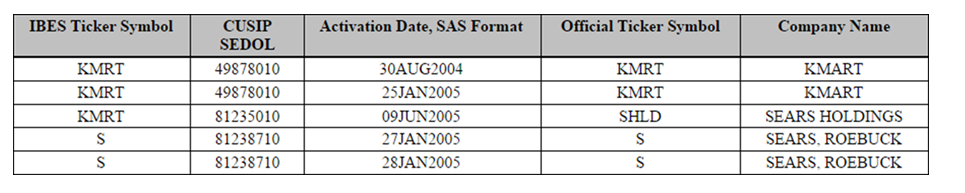 IBES Ticker Symbol CUSIP SEDOL Activation Date, SAS Format Official Ticker Symbol Company Name
KMRT 49878010 30AUG2004 KMRT KMART
KMRT 49878010 25JAN2005 KMRT KMART
KMRT 81235010 09JUN2005 SHLD SEARS HOLDINGS
S 81238710 27JAN2005 S SEARS, ROEBUCK
S 81238710 28JAN2005 S SEARS, ROEBUCK